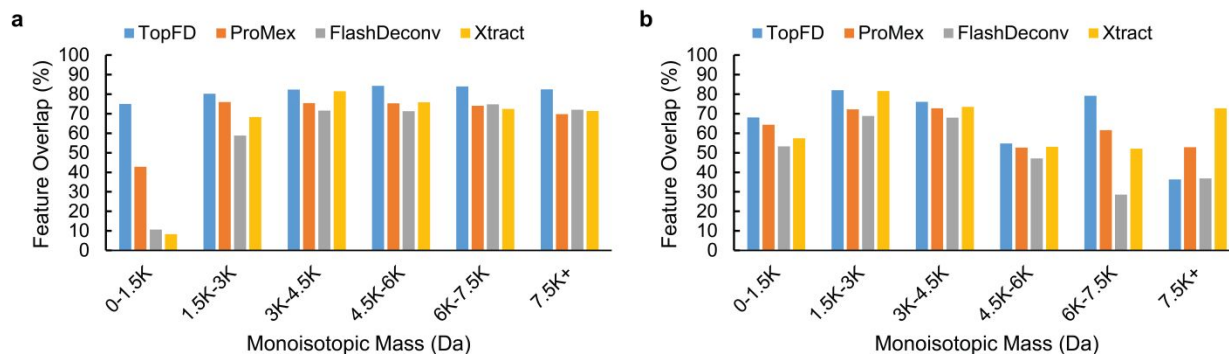 a
TopFD ProMex FlashDeconv Xtract
Feature Overlap (%)
100
90
80
70
60
50
40
30
20
10
0
0-1.5K 1.5K-3K 3K-4.5K 4.5K-6K 6K-7.5K 7.5K+
Monoisotopic Mass (Da)
b
TopFD ProMex FlashDeconv Xtract
Feature Overlap (%)
100
90
80
70
60
50
40
30
20
10
0
0-1.5K 1.5K-3K 3K-4.5K 4.5K-6K 6K-7.5K 7.5K+
Monoisotopic Mass (Da)